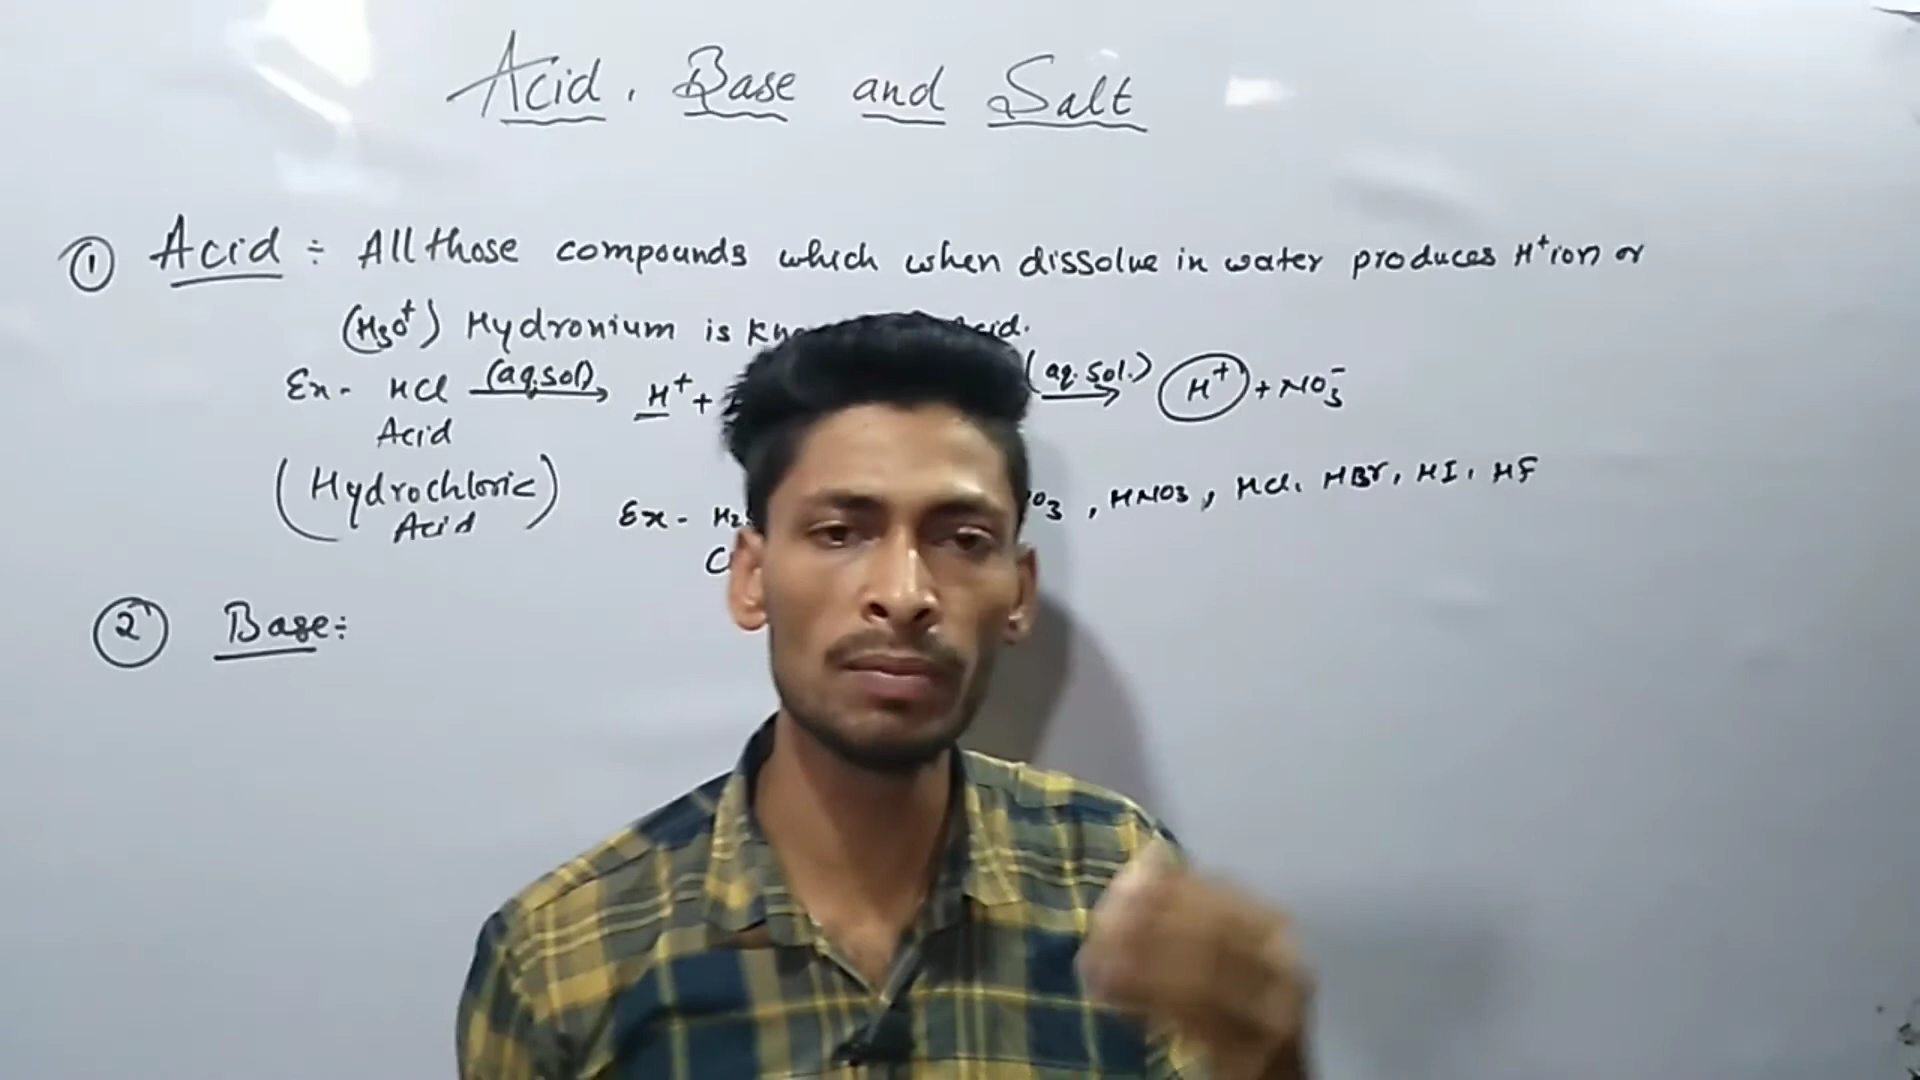 Acid, Base and Salt
① Acid ÷ All those compounds which when dissolve in water produces H⁺ ion or
(H₃O⁺) Hydronium is
Ex- HCl (aq.sol) → H⁺ + (aq. sol.) → H⁺ + NO₃⁻
Acid
(Hydrochloric Acid)
Ex - , HNO₃, HCl, HBr, HI, HF
② Base ÷